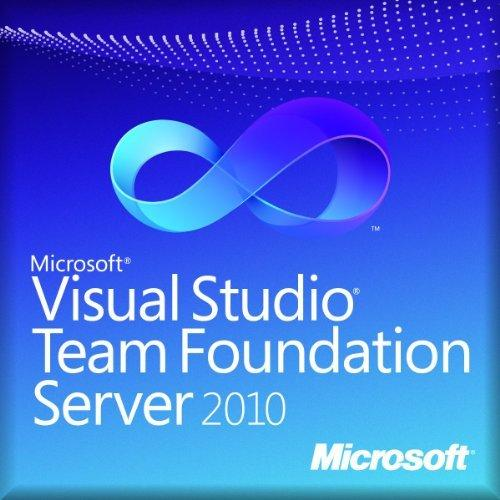 ™
Microsoft®
Visual Studio®
Team Foundation
Server 2010
Microsoft®